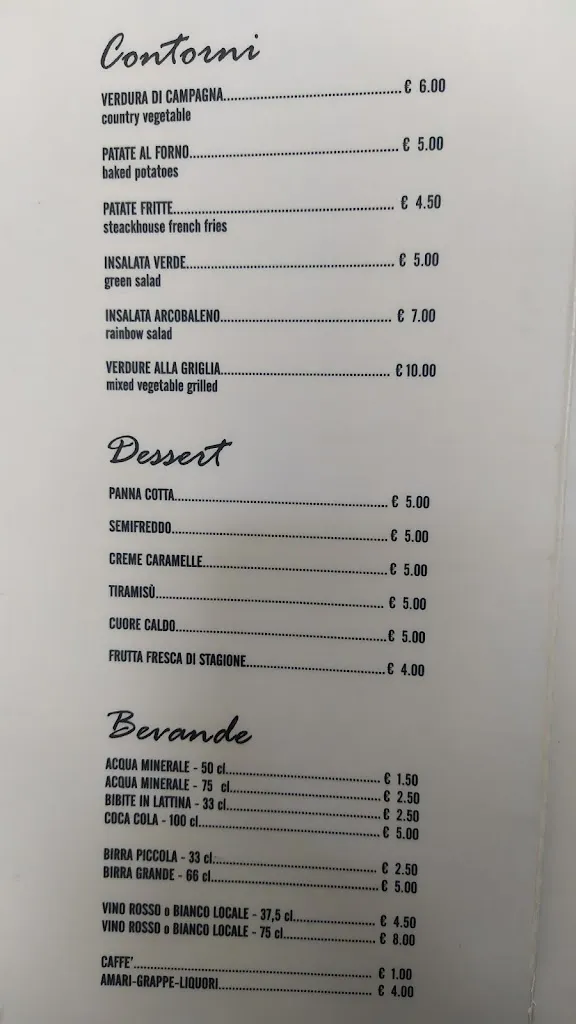 Contorni
VERDURA DI CAMPAGNA........................................€ 6.00
country vegetable
PATATE AL FORNO........................................€ 5.00
baked potatoes
PATATE FRITTE........................................€ 4.50
steackhouse french fries
INSALATA VERDE........................................€ 5.00
green salad
INSALATA ARCOBALENO........................................€ 7.00
rainbow salad
VERDURE ALLA GRIGLIA........................................€ 10.00
mixed vegetable grilled
Dessert
PANNA COTTA........................................€ 5.00
SEMIFREDDO........................................€ 5.00
CREME CARAMELLE........................................€ 5.00
TIRAMISÙ........................................€ 5.00
CUORE CALDO........................................€ 5.00
FRUTTA FRESCA DI STAGIONE........................................€ 4.00
Bevande
ACQUA MINERALE - 50 cl........................................€ 1.50
ACQUA MINERALE - 75 cl........................................€ 2.50
BIBITE IN LATTINA - 33 cl........................................€ 2.50
COCA COLA - 100 cl........................................€ 5.00
BIRRA PICCOLA - 33 cl........................................€ 2.50
BIRRA GRANDE - 66 cl........................................€ 5.00
VINO ROSSO o BIANCO LOCALE - 37,5 cl........................................€ 4.50
VINO ROSSO o BIANCO LOCALE - 75 cl........................................€ 8.00
CAFFE'........................................€ 1.00
AMARI-GRAPPE-LIQUORI........................................€ 4.00